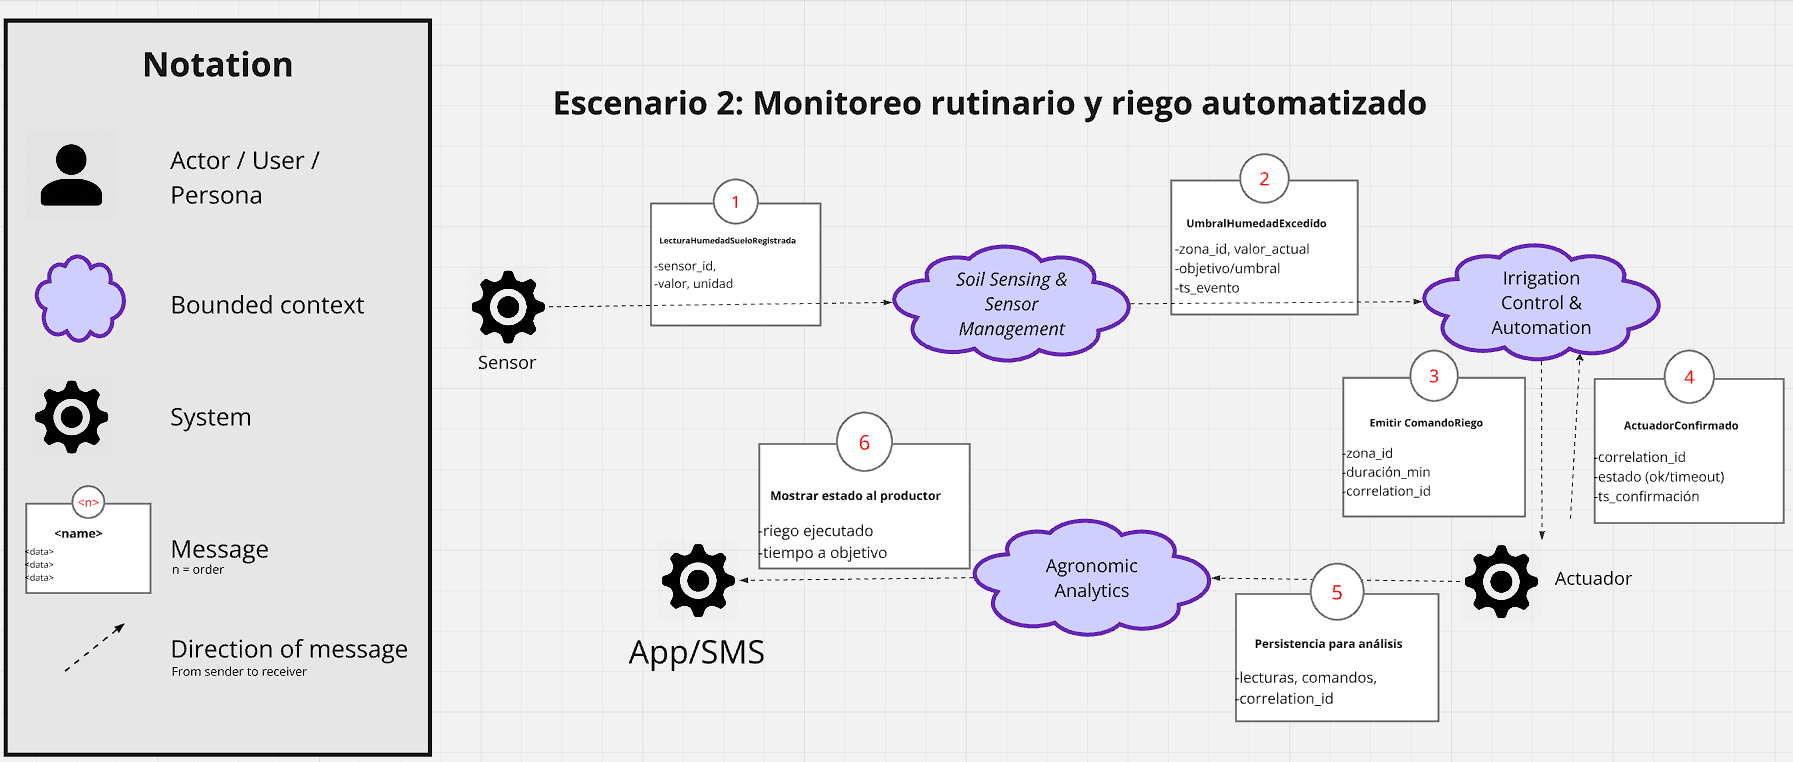 Notation
Actor / User /
Persona
Bounded context
System
<n>
<name>
<data>
<data>
<data>
Message
n = order
Direction of message
From sender to receiver
Escenario 2: Monitoreo rutinario y riego automatizado
Sensor
1
LecturaHumedadSueloRegistrada
-sensor_id,
-valor, unidad
Soil Sensing &
Sensor
Management
2
UmbralHumedadExcedido
-zona_id, valor_actual
-objetivo/umbral
-ts_evento
Irrigation
Control &
Automation
3
Emitir ComandoRiego
-zona_id
-duración_min
-correlation_id
4
ActuadorConfirmado
-correlation_id
-estado (ok/timeout)
-ts_confirmación
Actuador
5
Persistencia para análisis
-lecturas, comandos,
-correlation_id
Agronomic
Analytics
6
Mostrar estado al productor
-riego ejecutado
-tiempo a objetivo
App/SMS